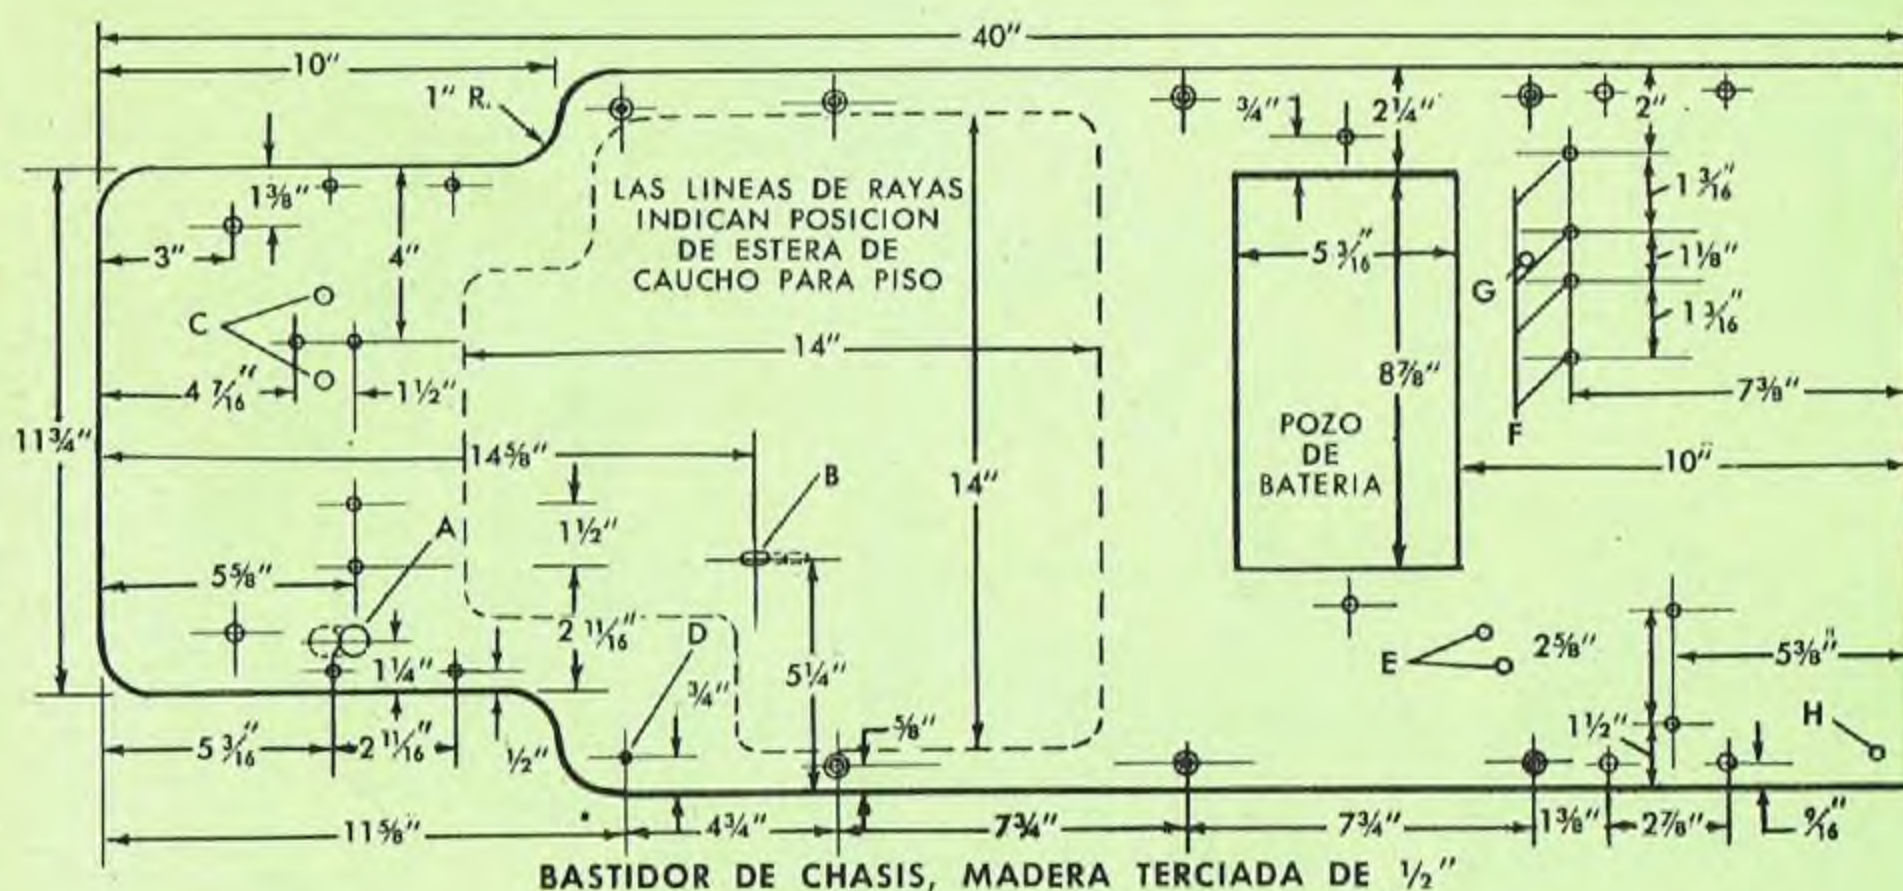 40"
10"
1" R.
3/4"
2 1/4"
2"
1 3/8"
LAS LINEAS DE RAYAS
INDICAN POSICION
DE ESTERA DE
CAUCHO PARA PISO
1 3/16"
3"
4"
5 3/16"
1 1/8"
G
C
1 3/16"
14"
8 7/8"
4 7/16"
1 1/2"
7 3/8"
11 3/4"
F
POZO
DE
BATERIA
14 5/8"
10"
B
14"
A
1 1/2"
5 5/8"
2 11/16"
D
1 1/4"
5 1/4"
E
2 5/8"
5 3/8"
3/4"
5/8"
1 1/2"
H
5 3/16"
2 11/16"
1/2"
11 5/8"
4 3/4"
7 3/4"
7 3/4"
1 3/8"
2 7/8"
9/16"
BASTIDOR DE CHASIS, MADERA TERCIADA DE 1/2"